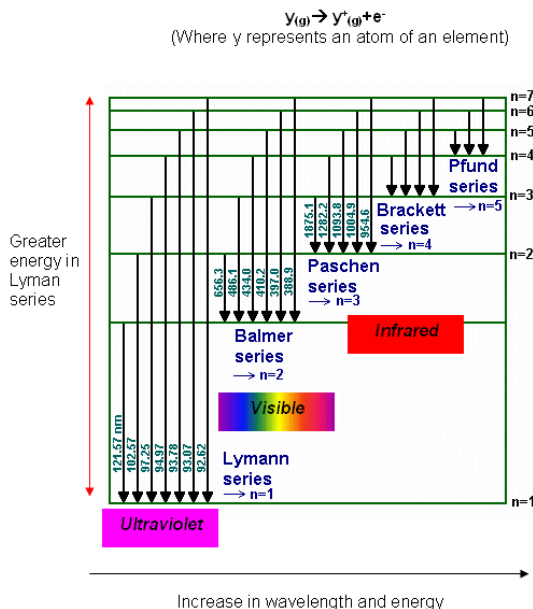 y(g)→ y⁺(g)+e⁻
(Where y represents an atom of an element)
n=7
n=6
n=5
n=4
Pfund
series
→ n=5
n=3
Brackett
series
→ n=4
1875.1
1282.2
1093.8
1004.9
954.6
Greater
energy in
Lyman
series
n=2
Paschen
series
→ n=3
656.3
486.1
434.0
410.2
397.0
388.9
Infrared
Balmer
series
→ n=2
Visible
121.57 nm
102.57
97.25
94.97
93.78
93.07
92.62
Lymann
series
→ n=1
n=1
Ultraviolet
Increase in wavelength and energy